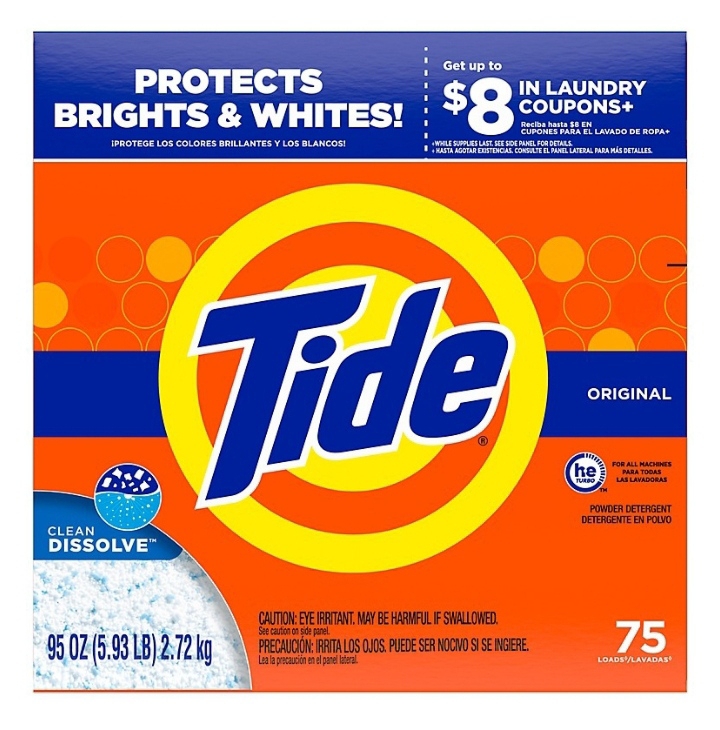 PROTECTS
BRIGHTS & WHITES!
¡PROTEGE LOS COLORES BRILLANTES Y LOS BLANCOS!
Get up to
$8 IN LAUNDRY
COUPONS+
Reciba hasta $8 EN
CUPONES PARA EL LAVADO DE ROPA+
+WHILE SUPPLIES LAST. SEE SIDE PANEL FOR DETAILS.
+HASTA AGOTAR EXISTENCIAS. CONSULTE EL PANEL LATERAL PARA MÁS DETALLES.
Tide®
ORIGINAL
he
TURBO™
FOR ALL MACHINES
PARA TODAS
LAS LAVADORAS
POWDER DETERGENT
DETERGENTE EN POLVO
CLEAN
DISSOLVE™
95 OZ (5.93 LB) 2.72 kg
CAUTION: EYE IRRITANT. MAY BE HARMFUL IF SWALLOWED.
See caution on side panel.
PRECAUCIÓN: IRRITA LOS OJOS. PUEDE SER NOCIVO SI SE INGIERE.
Lea la precaución en el panel lateral.
75
LOADS◊/LAVADAS◊